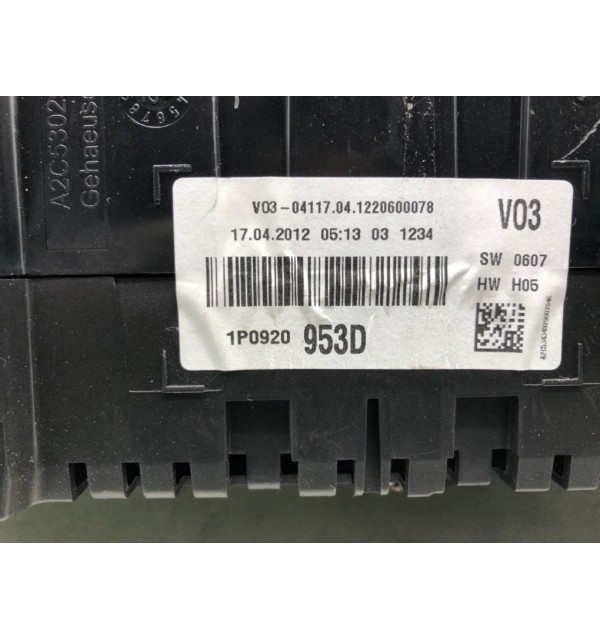 A2C5302
Gehaeuse
V03-04117.04.1220600078
V03
17.04.2012 05:13 03 1234
SW 0607
HW H05
1P0920 953D